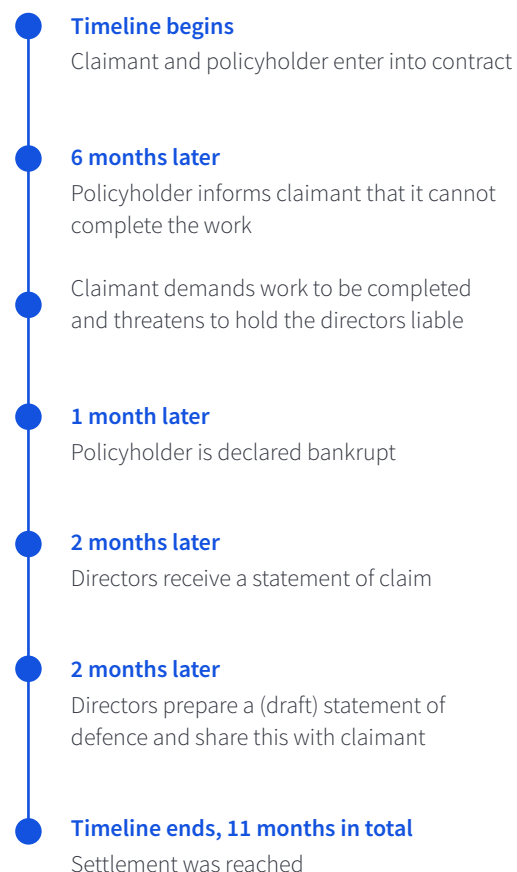 Timeline begins
Claimant and policyholder enter into contract
6 months later
Policyholder informs claimant that it cannot
complete the work
Claimant demands work to be completed
and threatens to hold the directors liable
1 month later
Policyholder is declared bankrupt
2 months later
Directors receive a statement of claim
2 months later
Directors prepare a (draft) statement of
defence and share this with claimant
Timeline ends, 11 months in total
Settlement was reached